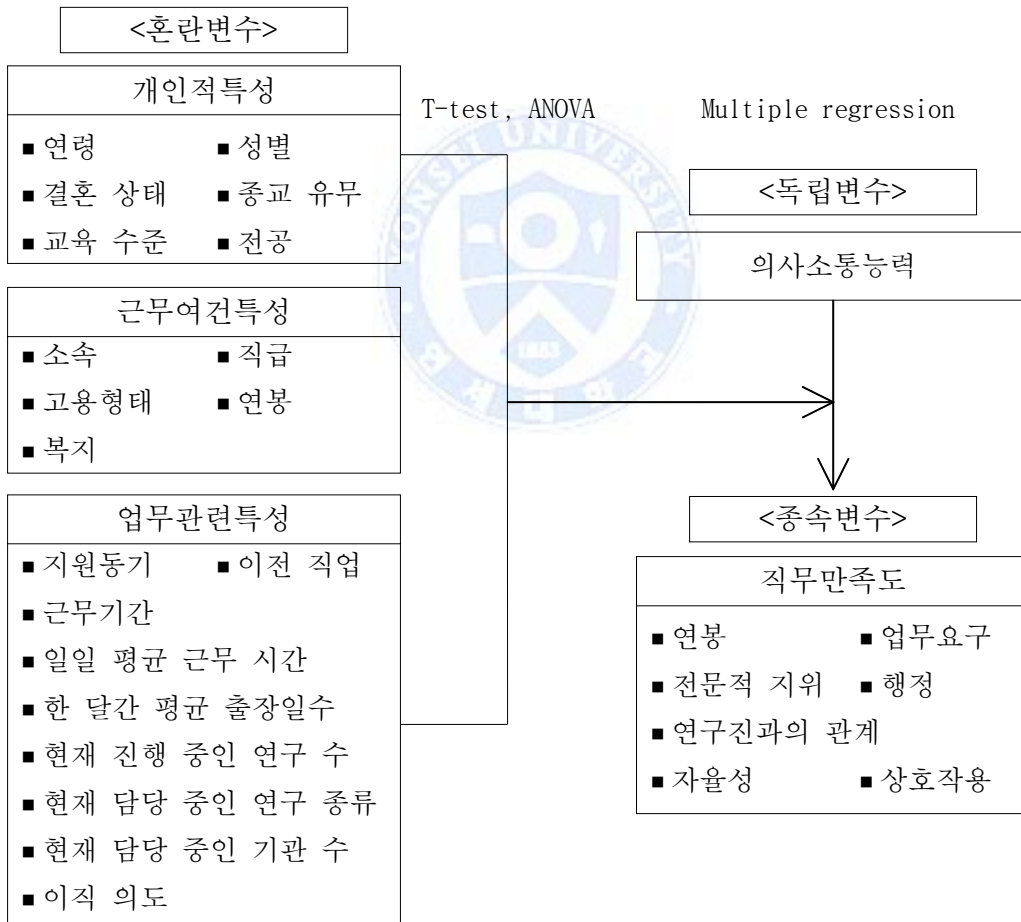 <혼란변수>
개인적특성
■ 연령 ■ 성별
■ 결혼 상태 ■ 종교 유무
■ 교육 수준 ■ 전공
근무여건특성
■ 소속 ■ 직급
■ 고용형태 ■ 연봉
■ 복지
업무관련특성
■ 지원동기 ■ 이전 직업
■ 근무기간
■ 일일 평균 근무 시간
■ 한 달간 평균 출장일수
■ 현재 진행 중인 연구 수
■ 현재 담당 중인 연구 종류
■ 현재 담당 중인 기관 수
■ 이직 의도
T-test, ANOVA
Multiple regression
<독립변수>
의사소통능력
<종속변수>
직무만족도
■ 연봉 ■ 업무요구
■ 전문적 지위 ■ 행정
■ 연구진과의 관계
■ 자율성 ■ 상호작용
YONSEI UNIVERSITY
1885